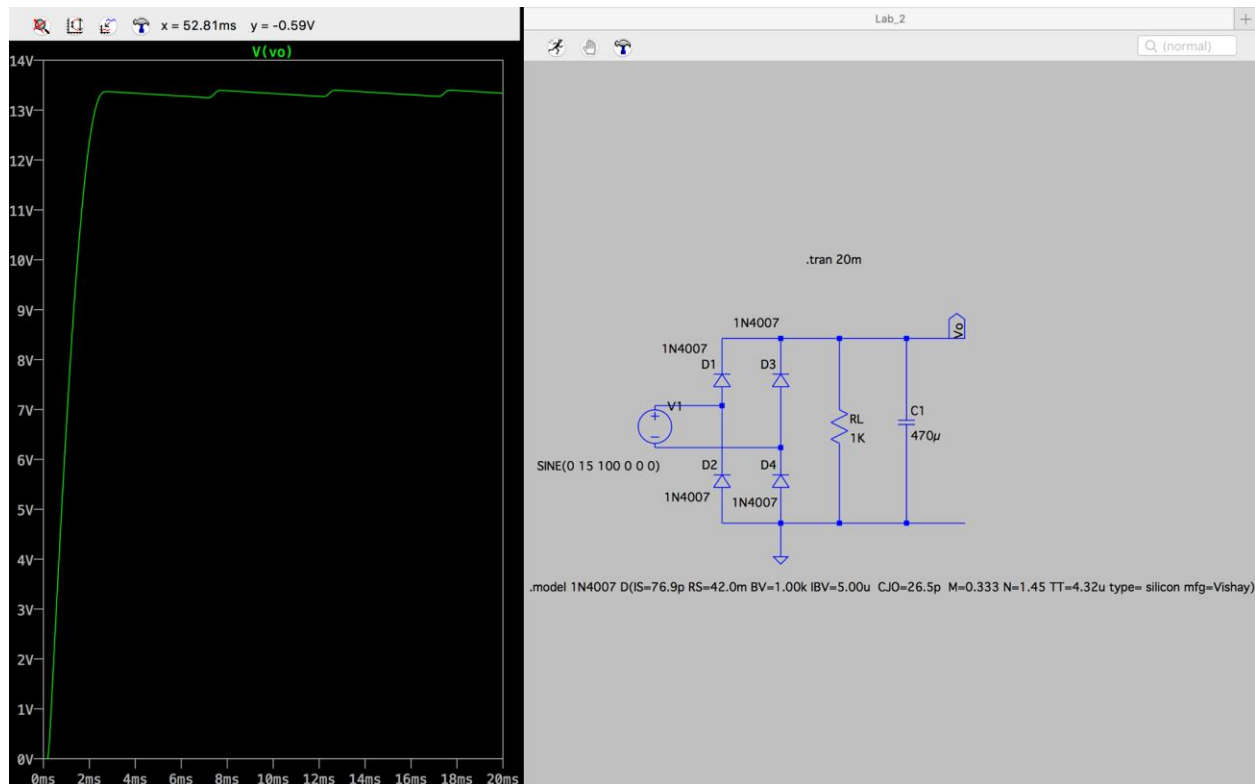 x = 52.81ms y = -0.59V
V(vo)
14V
13V
12V
11V
10V
9V
8V
7V
6V
5V
4V
3V
2V
1V
0V
0ms 2ms 4ms 6ms 8ms 10ms 12ms 14ms 16ms 18ms 20ms
Lab_2
+
(normal)
.tran 20m
1N4007
1N4007
D1 D3
Vo
V1
RL
1K
C1
470µ
SINE(0 15 100 0 0 0)
D2 D4
1N4007 1N4007
.model 1N4007 D(IS=76.9p RS=42.0m BV=1.00k IBV=5.00u CJO=26.5p M=0.333 N=1.45 TT=4.32u type= silicon mfg=Vishay)